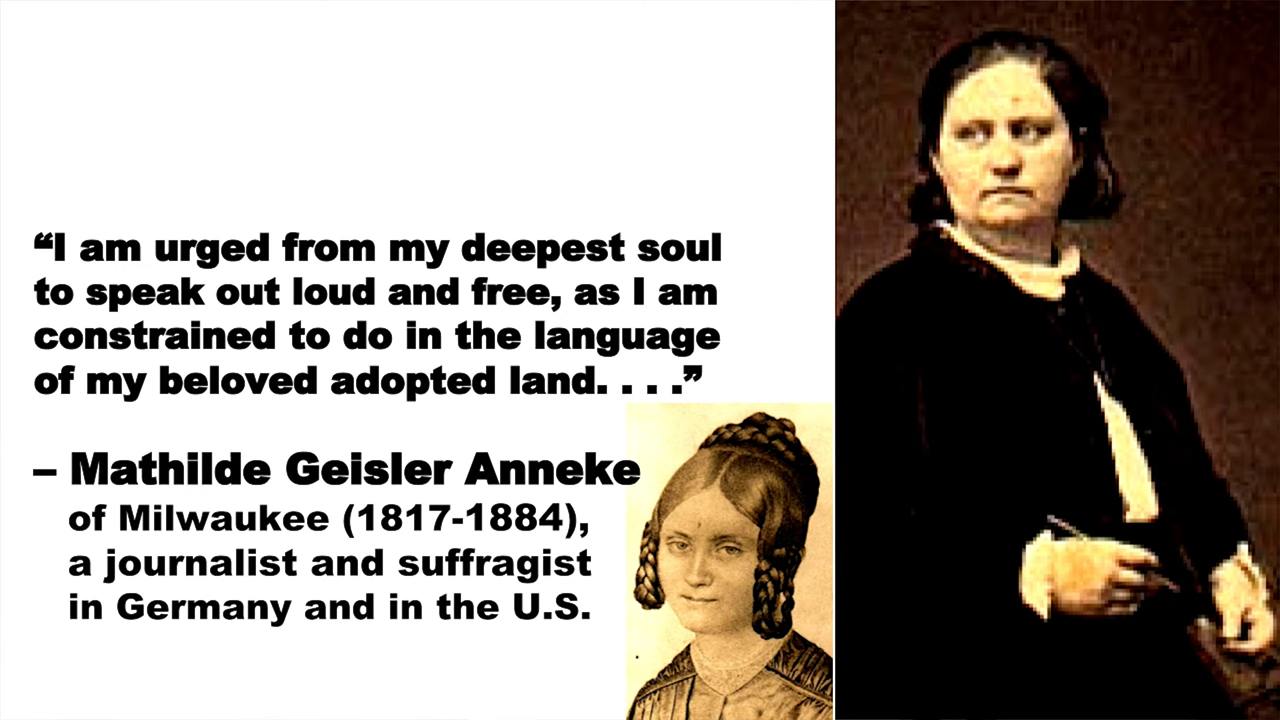 “I am urged from my deepest soul
to speak out loud and free, as I am
constrained to do in the language
of my beloved adopted land. . . .”
– Mathilde Geisler Anneke
of Milwaukee (1817-1884),
a journalist and suffragist
in Germany and in the U.S.